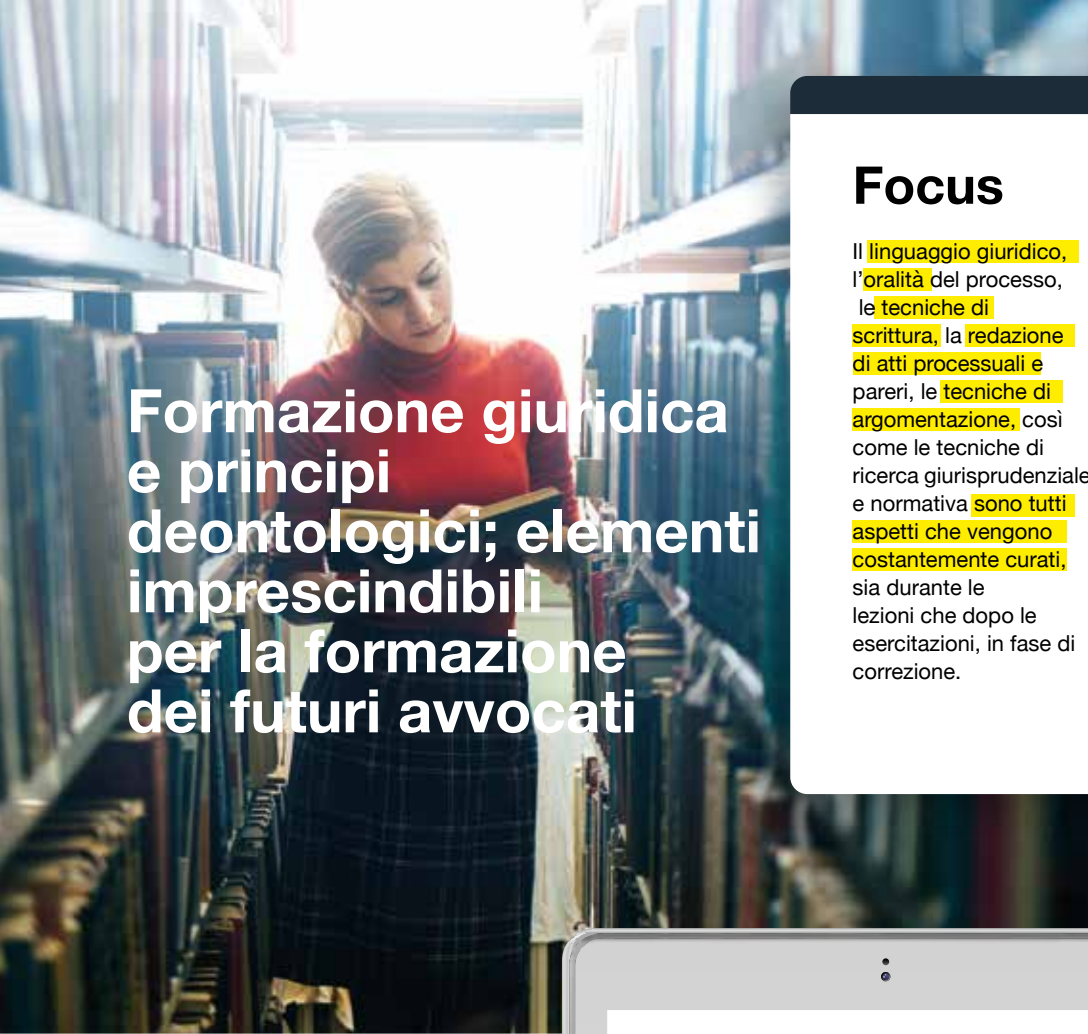 Formazione giuridica
e principi
deontologici; elementi
imprescindibili
per la formazione
dei futuri avvocati
Focus
Il linguaggio giuridico,
l'oralità del processo,
le tecniche di
scrittura, la redazione
di atti processuali e
pareri, le tecniche di
argomentazione, così
come le tecniche di
ricerca giurisprudenziale
e normativa sono tutti
aspetti che vengono
costantemente curati,
sia durante le
lezioni che dopo le
esercitazioni, in fase di
correzione.